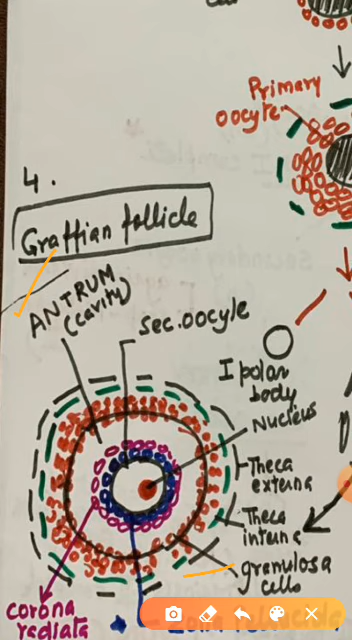 Primary
oocyte
4.
Graffian follicle
ANTRUM
(cavity)
sec.oocyte
I polar
body
Nucleus
Theca
externa
Theca
interna
granulosa
cells
corona
radiata